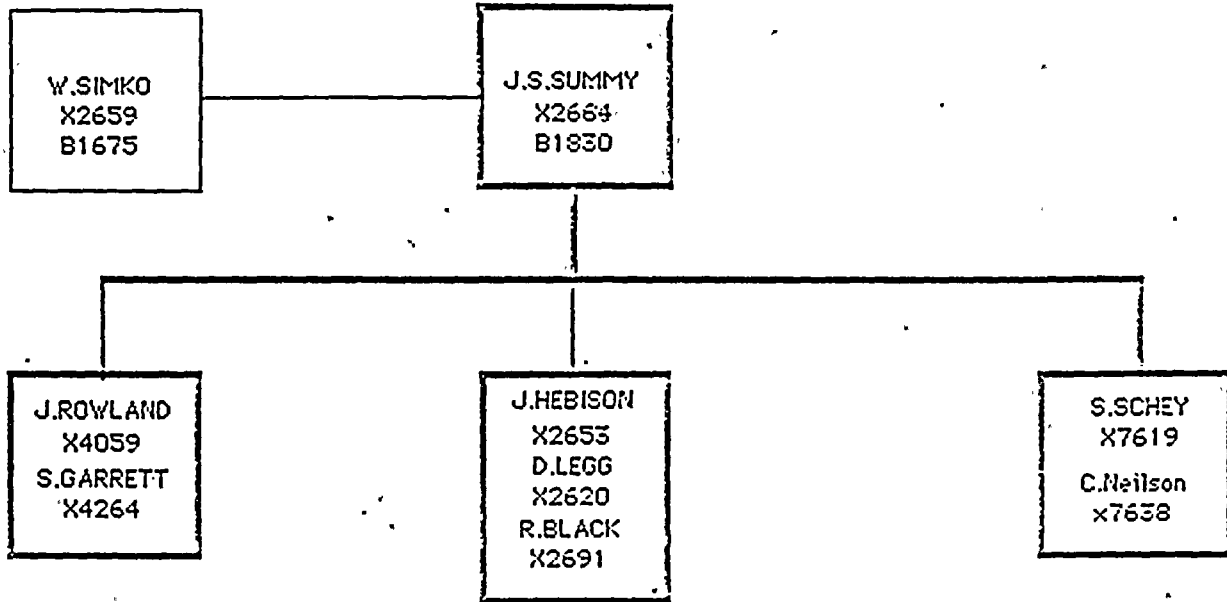 W.SIMKO
X2659
B1675
J.S.SUMMY
X2664
B1830
J.ROWLAND
X4059
S.GARRETT
X4264
J.HEBISON
X2653
D.LEGG
X2620
R.BLACK
X2691
S.SCHEY
X7619
C.Neilson
x7638